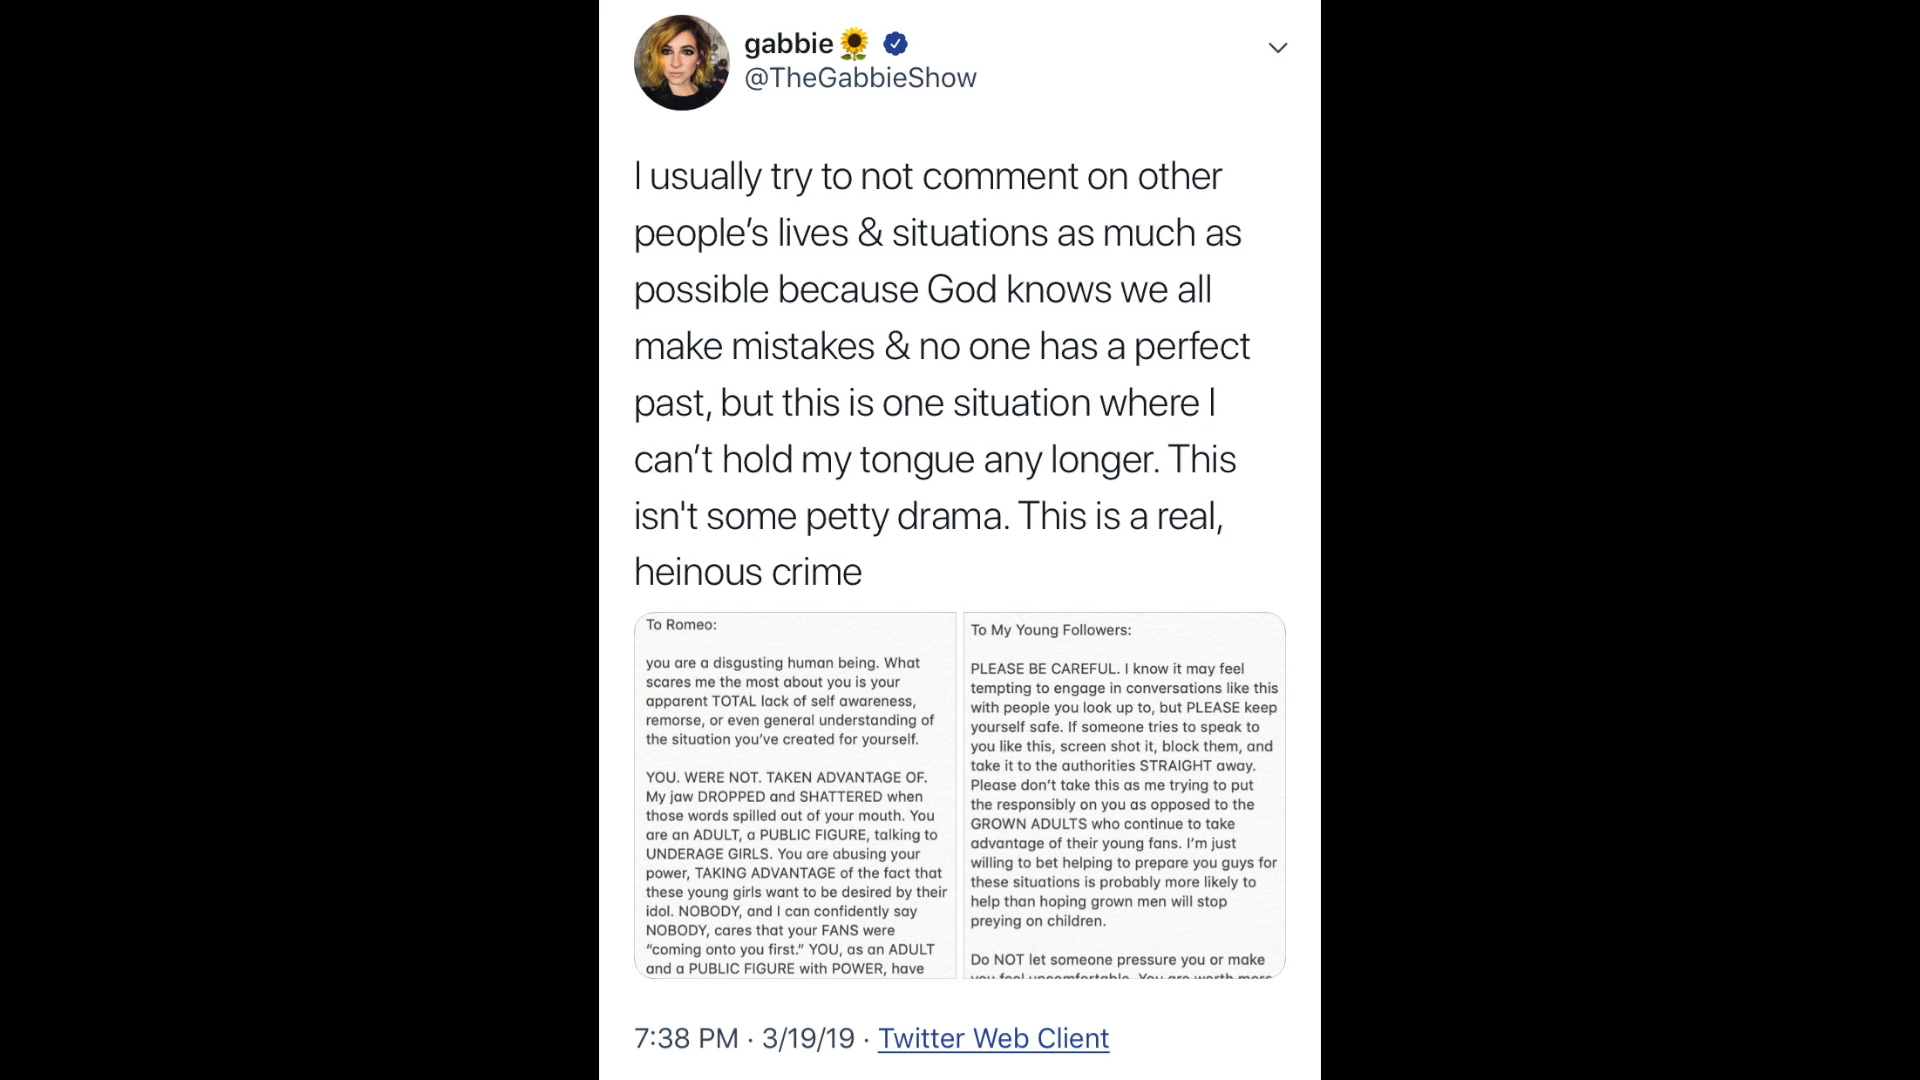 gabbie🌻
@TheGabbieShow
I usually try to not comment on other
people’s lives & situations as much as
possible because God knows we all
make mistakes & no one has a perfect
past, but this is one situation where I
can’t hold my tongue any longer. This
isn't some petty drama. This is a real,
heinous crime
To Romeo:
you are a disgusting human being. What
scares me the most about you is your
apparent TOTAL lack of self awareness,
remorse, or even general understanding of
the situation you’ve created for yourself.
YOU. WERE NOT. TAKEN ADVANTAGE OF.
My jaw DROPPED and SHATTERED when
those words spilled out of your mouth. You
are an ADULT, a PUBLIC FIGURE, talking to
UNDERAGE GIRLS. You are abusing your
power, TAKING ADVANTAGE of the fact that
these young girls want to be desired by their
idol. NOBODY, and I can confidently say
NOBODY, cares that your FANS were
“coming onto you first.” YOU, as an ADULT
and a PUBLIC FIGURE with POWER, have
To My Young Followers:
PLEASE BE CAREFUL. I know it may feel
tempting to engage in conversations like this
with people you look up to, but PLEASE keep
yourself safe. If someone tries to speak to
you like this, screen shot it, block them, and
take it to the authorities STRAIGHT away.
Please don’t take this as me trying to put
the responsibly on you as opposed to the
GROWN ADULTS who continue to take
advantage of their young fans. I’m just
willing to bet helping to prepare you guys for
these situations is probably more likely to
help than hoping grown men will stop
preying on children.
Do NOT let someone pressure you or make
you feel uncomfortable. You are worth more
7:38 PM · 3/19/19 · Twitter Web Client